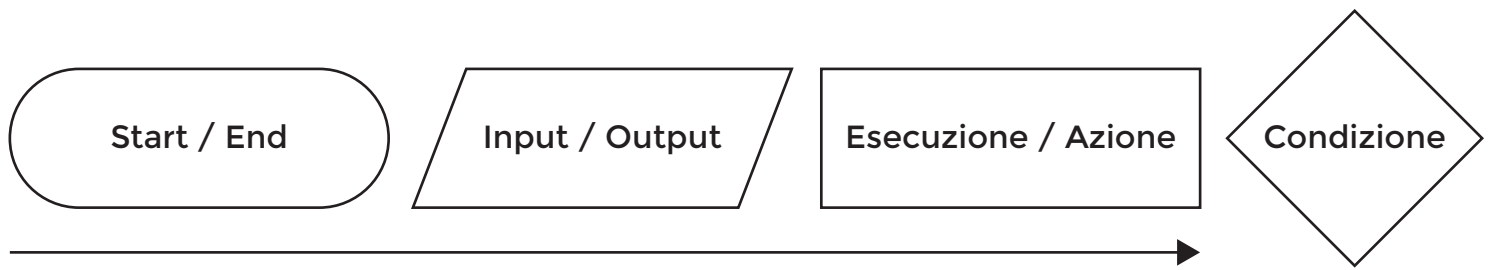 Start / End
Input / Output
Esecuzione / Azione
Condizione